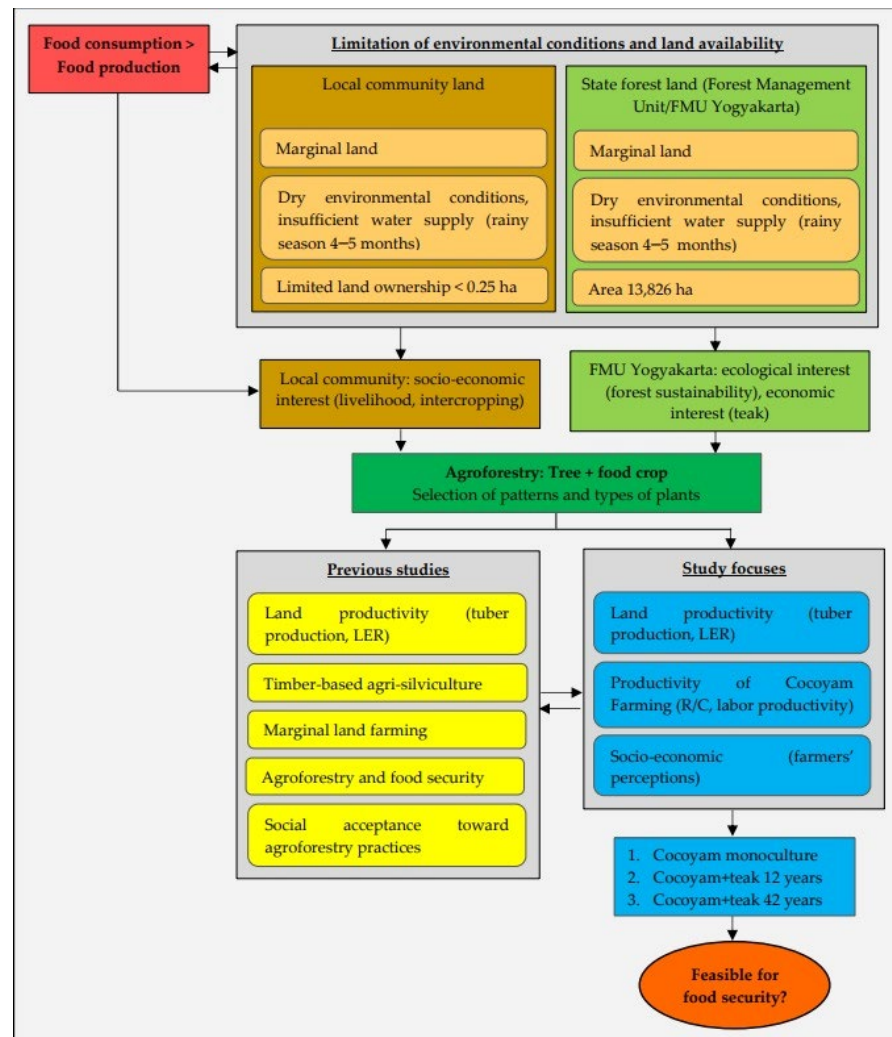 Food consumption >
Food production
Limitation of environmental conditions and land availability
Local community land
Marginal land
Dry environmental conditions,
insufficient water supply (rainy
season 4–5 months)
Limited land ownership < 0.25 ha
State forest land (Forest Management
Unit/FMU Yogyakarta)
Marginal land
Dry environmental conditions,
insufficient water supply (rainy
season 4–5 months)
Area 13,826 ha
Local community: socio-economic
interest (livelihood, intercropping)
FMU Yogyakarta: ecological interest
(forest sustainability), economic
interest (teak)
Agroforestry: Tree + food crop
Selection of patterns and types of plants
Previous studies
Land productivity (tuber
production, LER)
Timber-based agri-silviculture
Marginal land farming
Agroforestry and food security
Social acceptance toward
agroforestry practices
Study focuses
Land productivity (tuber
production, LER)
Productivity of Cocoyam
Farming (R/C, labor productivity)
Socio-economic (farmers’
perceptions)
1. Cocoyam monoculture
2. Cocoyam+teak 12 years
3. Cocoyam+teak 42 years
Feasible for
food security?